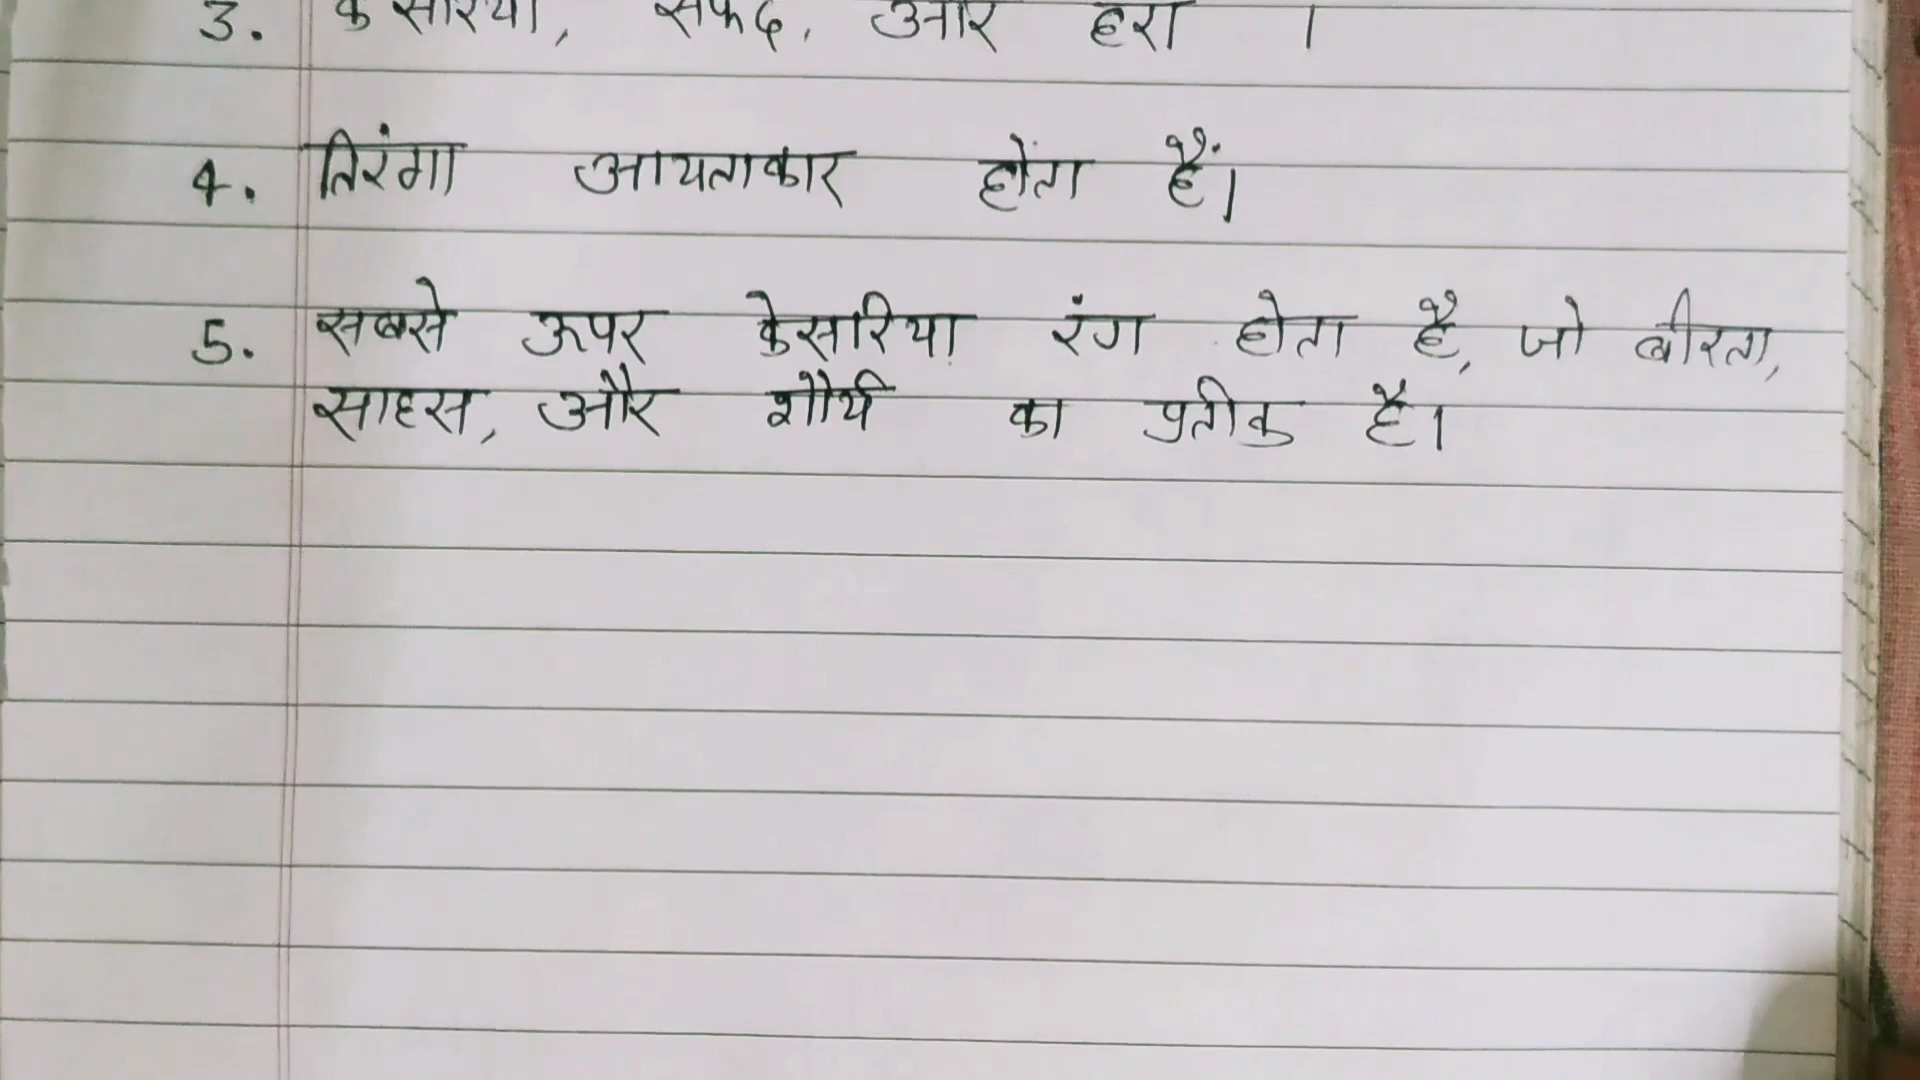 3. केसरिया, सफेद, और हरा ।
4. तिरंगा आयताकार होता हैं।
5. सबसे ऊपर केसरिया रंग होता है, जो बीरता,
साहस, और शौर्य का प्रतीक है।